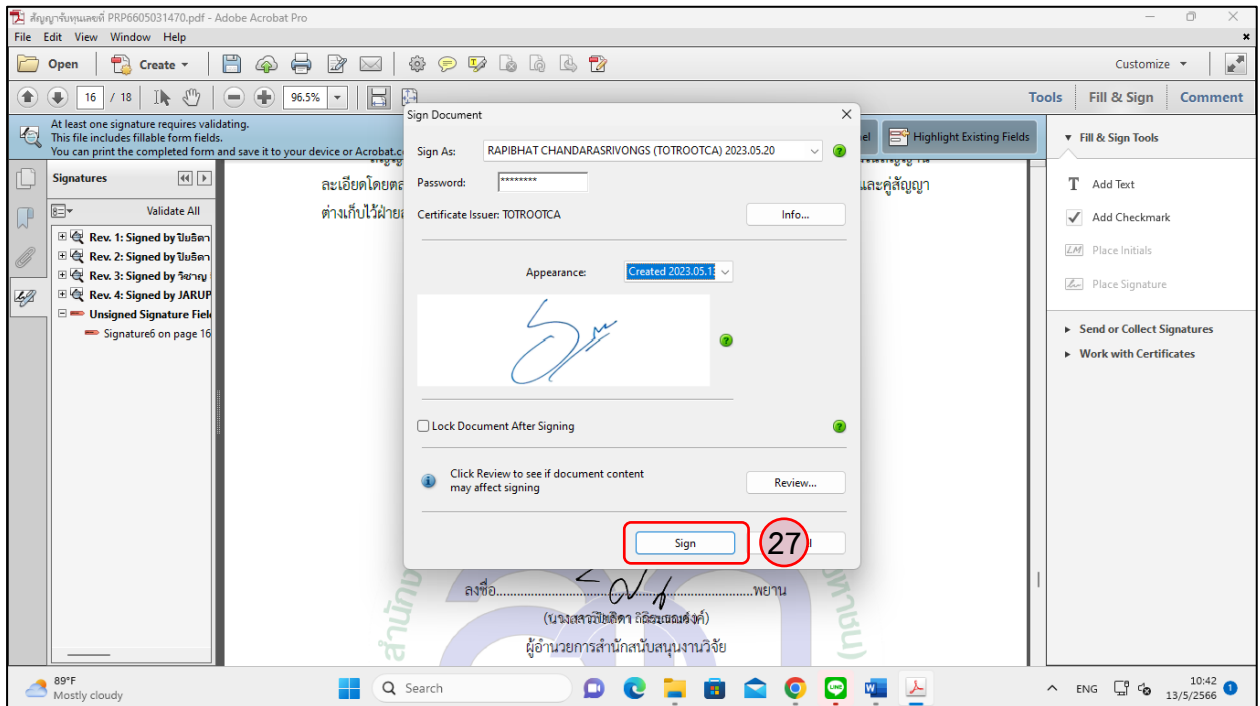 สัญญารับทุนเลขที่ PRP6605031470.pdf - Adobe Acrobat Pro
File Edit View Window Help
Open Create Customize
16 / 18 96.5% Tools Fill & Sign Comment
At least one signature requires validating.
This file includes fillable form fields.
You can print the completed form and save it to your device or Acrobat.c
Highlight Existing Fields
Signatures
Validate All
Rev. 1: Signed by ปิยธิดา
Rev. 2: Signed by ปิยธิดา
Rev. 3: Signed by วิชาญ
Rev. 4: Signed by JARUP
Unsigned Signature Fiel
Signature6 on page 16
ละเอียดโดยตล
และคู่สัญญา
ต่างเก็บไว้ฝ่ายล
Sign Document
Sign As: RAPIBHAT CHANDARASRIVONGS (TOTROOTCA) 2023.05.20
Password: ********
Certificate Issuer: TOTROOTCA Info...
Appearance: Created 2023.05.13
Lock Document After Signing
Click Review to see if document content
may affect signing
Review...
Sign 27
ลงชื่อ พยาน
ผู้อำนวยการสำนักสนับสนุนงานวิจัย
Fill & Sign Tools
Add Text
Add Checkmark
Place Initials
Place Signature
Send or Collect Signatures
Work with Certificates
89°F
Mostly cloudy
Search
ENG
10:42
13/5/2566 1